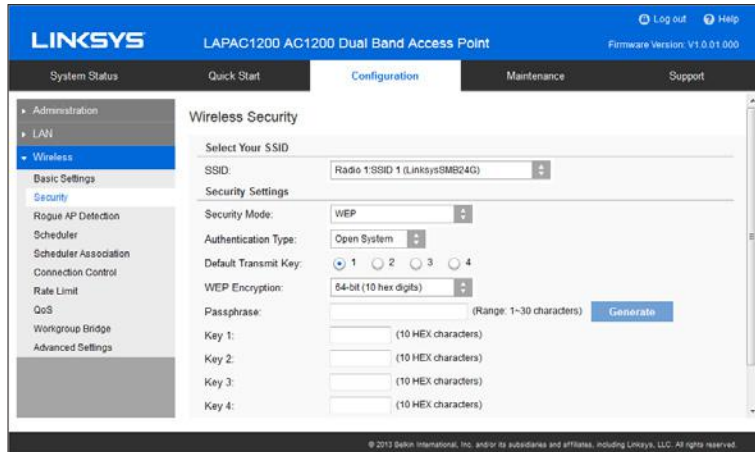 Log out Help
LINKSYS LAPAC1200 AC1200 Dual Band Access Point Firmware Version: V1.0.01.000
System Status Quick Start Configuration Maintenance Support
Administration
LAN
Wireless
Basic Settings
Security
Rogue AP Detection
Scheduler
Scheduler Association
Connection Control
Rate Limit
QoS
Workgroup Bridge
Advanced Settings
Wireless Security
Select Your SSID
SSID: Radio 1:SSID 1 (LinksysSMB24G)
Security Settings
Security Mode: WEP
Authentication Type: Open System
Default Transmit Key: 1 2 3 4
WEP Encryption: 64-bit (10 hex digits)
Passphrase: (Range: 1~30 characters) Generate
Key 1: (10 HEX characters)
Key 2: (10 HEX characters)
Key 3: (10 HEX characters)
Key 4: (10 HEX characters)
© 2013 Belkin International, Inc. and/or its subsidiaries and affiliates, including Linksys, LLC. All rights reserved.